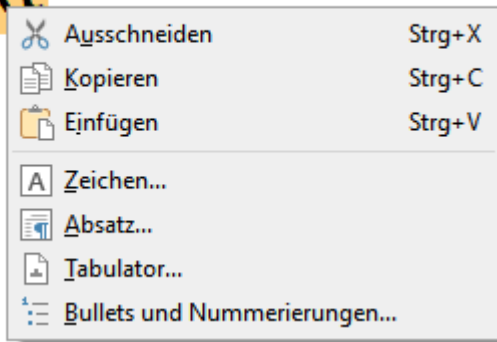 Ausschneiden Strg+X
Kopieren Strg+C
Einfügen Strg+V
Zeichen...
Absatz...
Tabulator...
Bullets und Nummerierungen...